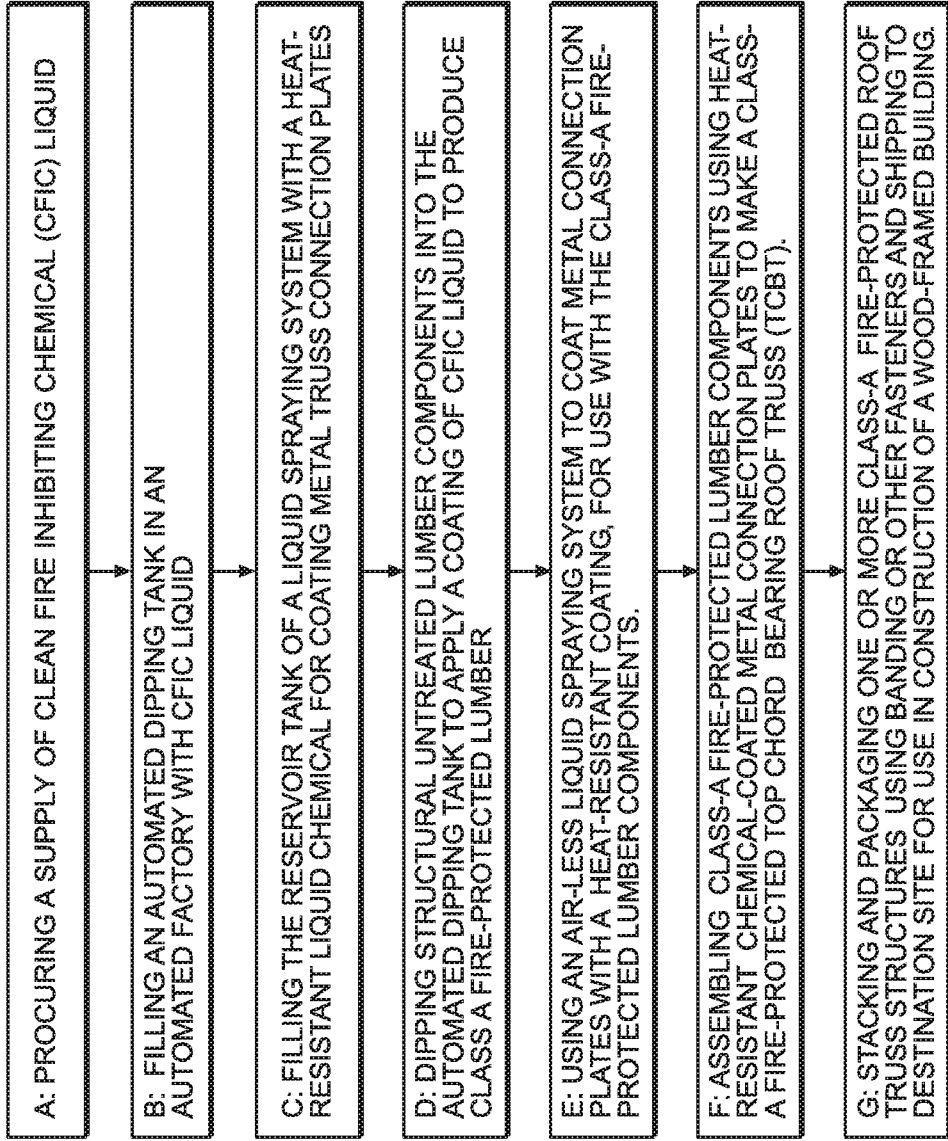 A: PROCURING A SUPPLY OF CLEAN FIRE INHIBITING CHEMICAL (CFIC) LIQUID
B: FILLING AN AUTOMATED DIPPING TANK IN AN
AUTOMATED FACTORY WITH CFIC LIQUID
C: FILLING THE RESERVOIR TANK OF A LIQUID SPRAYING SYSTEM WITH A HEAT-
RESISTANT LIQUID CHEMICAL FOR COATING METAL TRUSS CONNECTION PLATES
D: DIPPING STRUCTURAL UNTREATED LUMBER COMPONENTS INTO THE
AUTOMATED DIPPING TANK TO APPLY A COATING OF CFIC LIQUID TO PRODUCE
CLASS A FIRE-PROTECTED LUMBER
E: USING AN AIR-LESS LIQUID SPRAYING SYSTEM TO COAT METAL CONNECTION
PLATES WITH A HEAT-RESISTANT COATING, FOR USE WITH THE CLASS-A FIRE-
PROTECTED LUMBER COMPONENTS.
F: ASSEMBLING CLASS-A FIRE-PROTECTED LUMBER COMPONENTS USING HEAT-
RESISTANT CHEMICAL-COATED METAL CONNECTION PLATES TO MAKE A CLASS-
A FIRE-PROTECTED TOP CHORD BEARING ROOF TRUSS (TCBT).
G: STACKING AND PACKAGING ONE OR MORE CLASS-A FIRE-PROTECTED ROOF
TRUSS STRUCTURES USING BANDING OR OTHER FASTENERS AND SHIPPING TO
DESTINATION SITE FOR USE IN CONSTRUCTION OF A WOOD-FRAMED BUILDING.